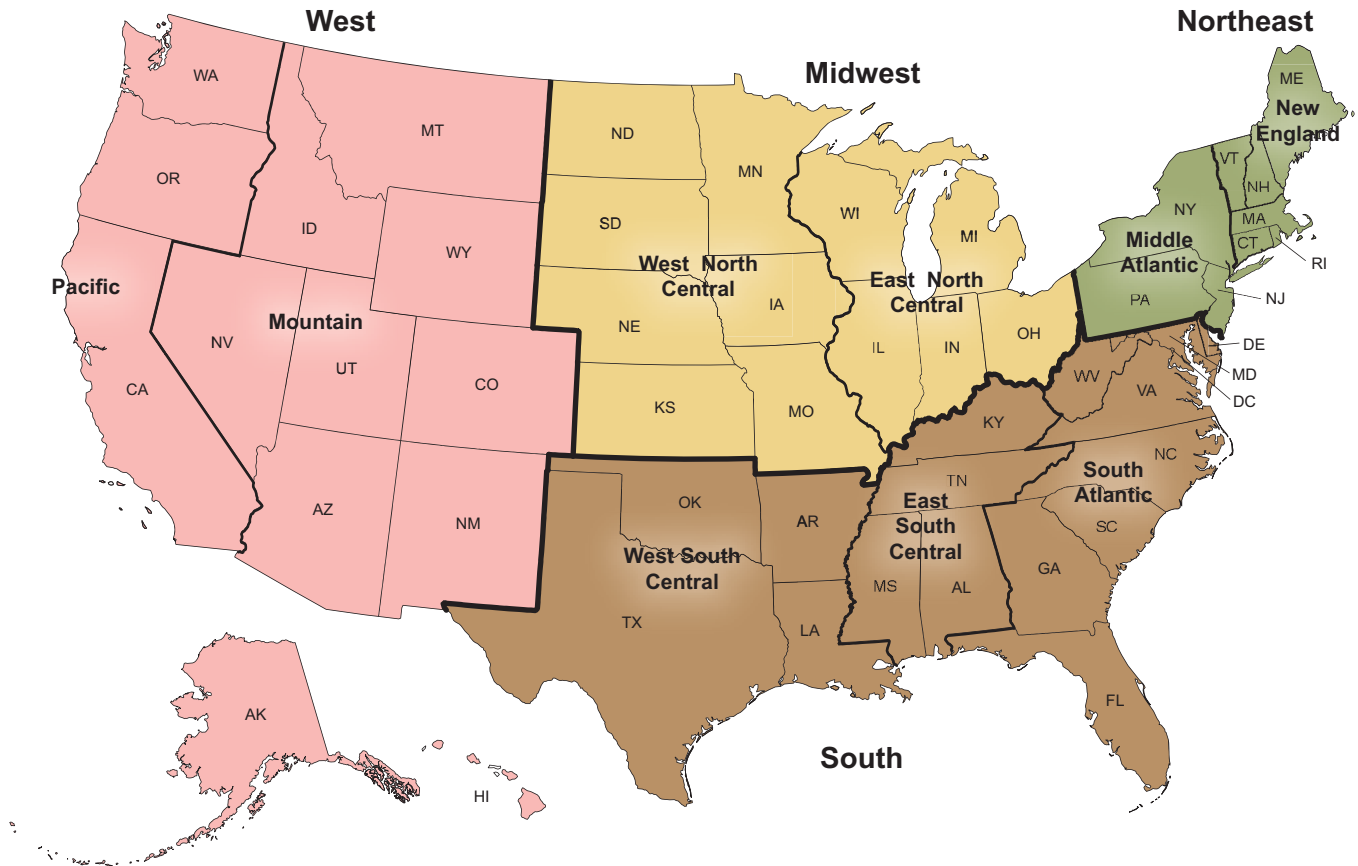 West
Northeast
Midwest
South
WA
OR
CA
Pacific
AK
HI
MT
ID
WY
NV
UT
CO
AZ
NM
Mountain
ND
SD
NE
KS
MN
IA
MO
West North
Central
WI
MI
IL
IN
OH
East North
Central
ME
New
England
VT
NH
MA
CT
RI
NY
Middle
Atlantic
PA
NJ
DE
MD
DC
WV
VA
NC
South
Atlantic
SC
GA
FL
KY
TN
East
South
Central
MS
AL
OK
AR
West South
Central
TX
LA